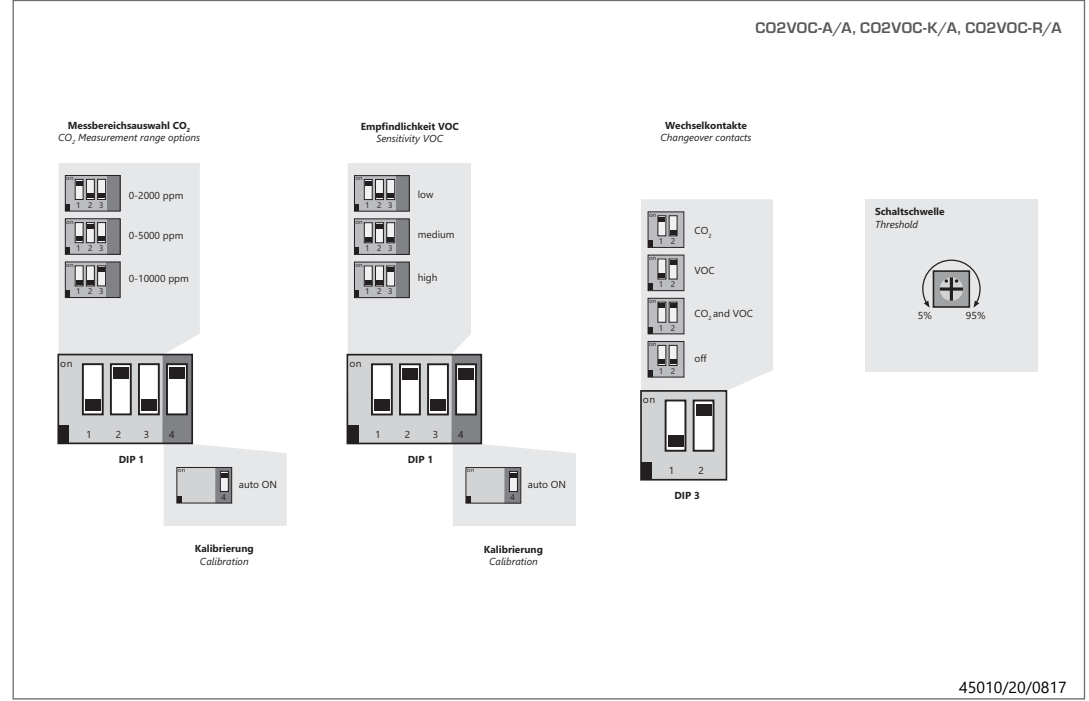 CO2VOC-A/A, CO2VOC-K/A, CO2VOC-R/A
Messbereichsauswahl CO₂
CO₂ Measurement range options
on
1 2 3
0-2000 ppm
on
1 2 3
0-5000 ppm
on
1 2 3
0-10000 ppm
on
1 2 3 4
DIP 1
on
4
auto ON
Kalibrierung
Calibration
Empfindlichkeit VOC
Sensitivity VOC
on
1 2 3
low
on
1 2 3
medium
on
1 2 3
high
on
1 2 3 4
DIP 1
on
4
auto ON
Kalibrierung
Calibration
Wechselkontakte
Changeover contacts
on
1 2
CO₂
on
1 2
VOC
on
1 2
CO₂ and VOC
on
1 2
off
on
1 2
DIP 3
Schaltschwelle
Threshold
5% 95%
45010/20/0817